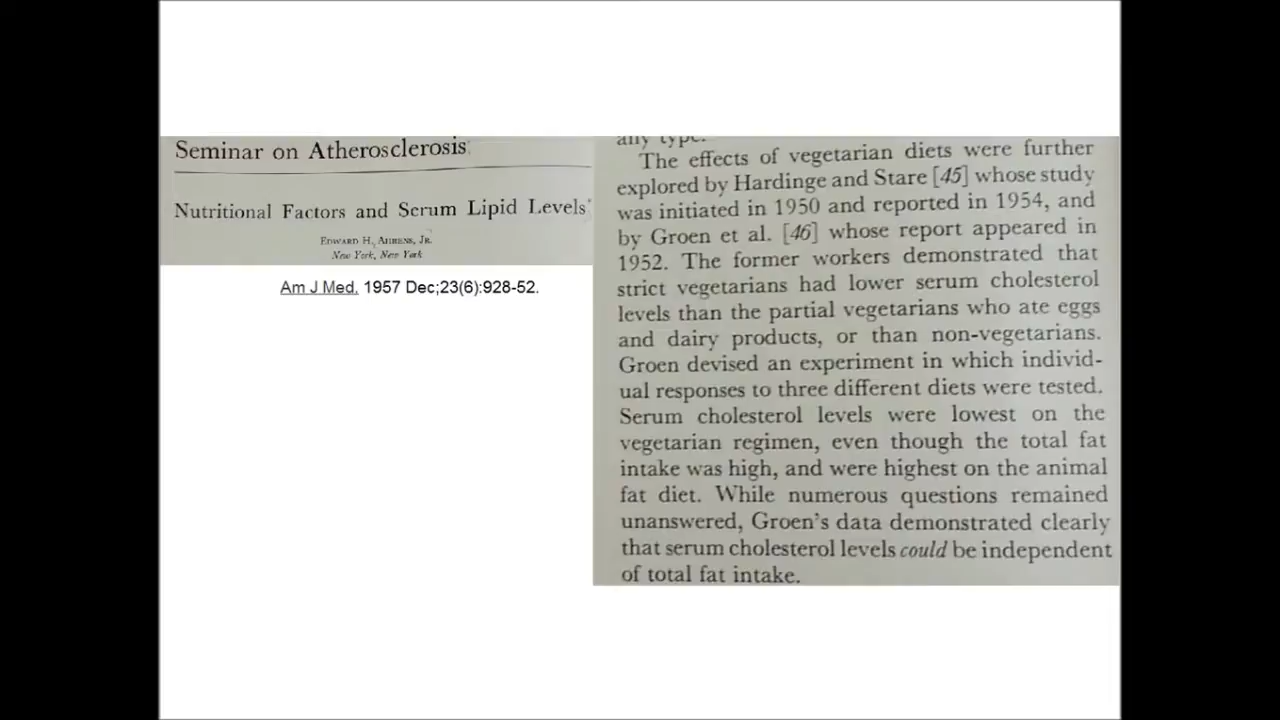 Seminar on Atherosclerosis
Nutritional Factors and Serum Lipid Levels
EDWARD H. AHRENS, JR.
New York, New York
Am J Med. 1957 Dec;23(6):928-52.
any type.
The effects of vegetarian diets were further
explored by Hardinge and Stare [45] whose study
was initiated in 1950 and reported in 1954, and
by Groen et al. [46] whose report appeared in
1952. The former workers demonstrated that
strict vegetarians had lower serum cholesterol
levels than the partial vegetarians who ate eggs
and dairy products, or than non-vegetarians.
Groen devised an experiment in which individ-
ual responses to three different diets were tested.
Serum cholesterol levels were lowest on the
vegetarian regimen, even though the total fat
intake was high, and were highest on the animal
fat diet. While numerous questions remained
unanswered, Groen's data demonstrated clearly
that serum cholesterol levels could be independent
of total fat intake.